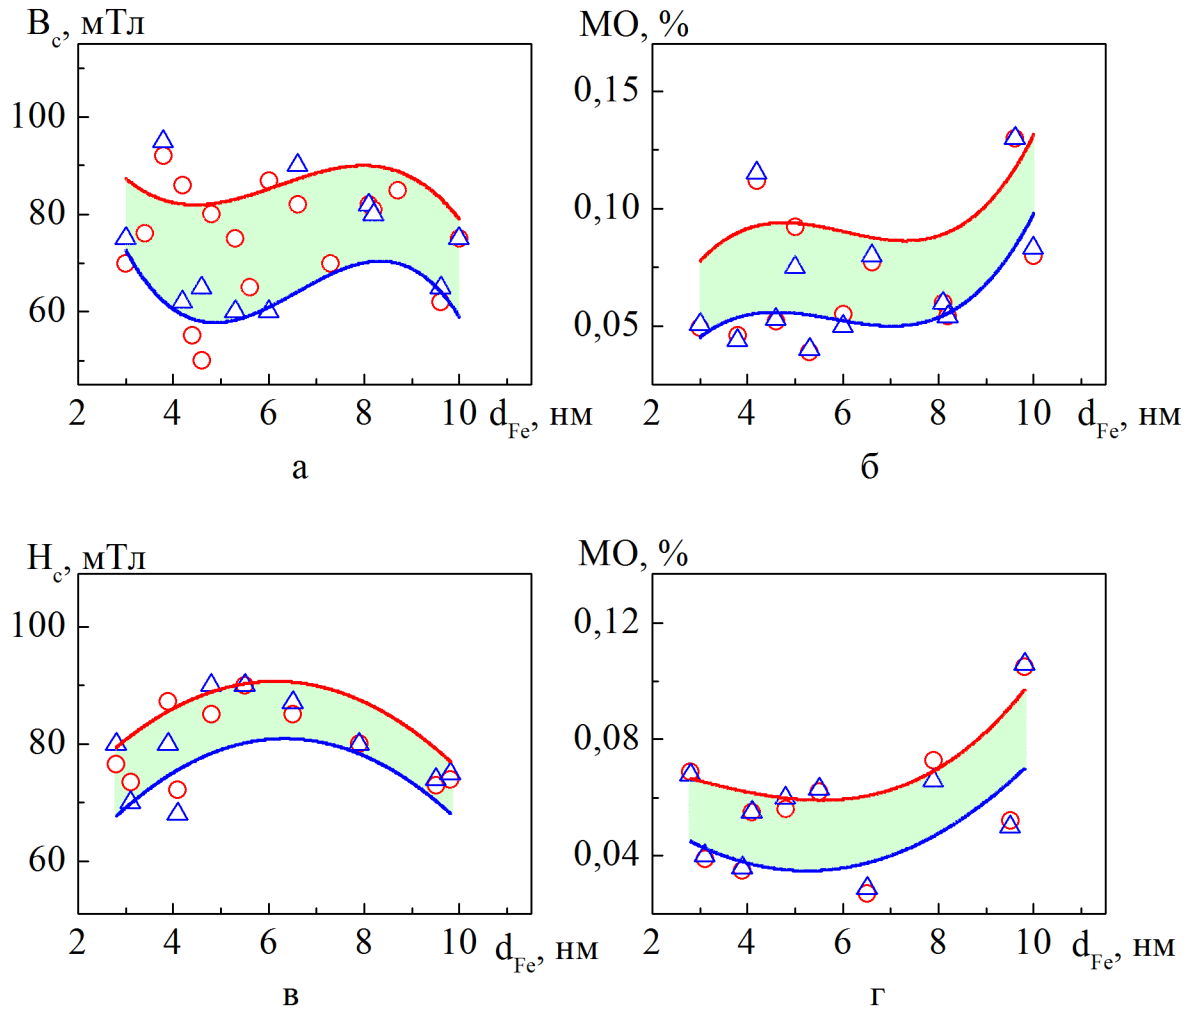 B_c, мТл
100
80
60
2 4 6 8 10 d_Fe, нм
а
МО, %
0,15
0,10
0,05
2 4 6 8 10 d_Fe, нм
б
H_c, мТл
100
80
60
2 4 6 8 10 d_Fe, нм
в
МО, %
0,12
0,08
0,04
2 4 6 8 10 d_Fe, нм
г